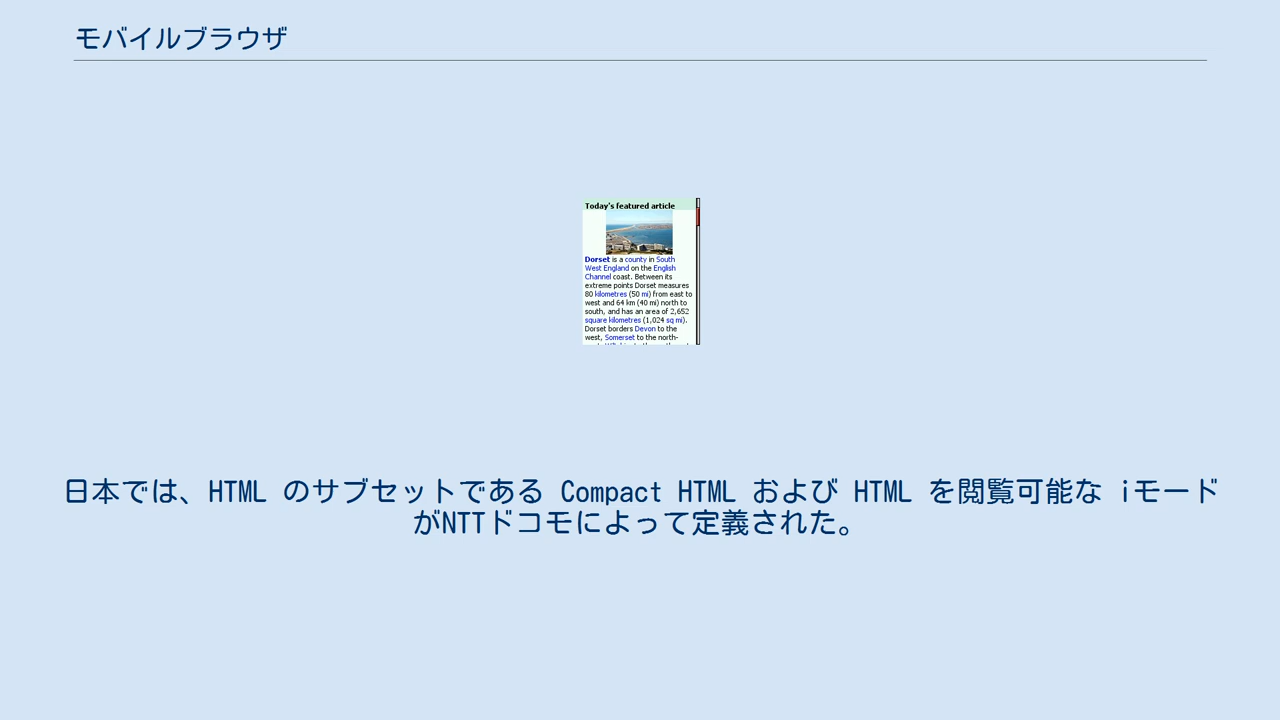 モバイルブラウザ
Today's featured article
Dorset is a county in South
West England on the English
Channel coast. Between its
extreme points Dorset measures
80 kilometres (50 mi) from east to
west and 64 km (40 mi) north to
south, and has an area of 2,652
square kilometres (1,024 sq mi).
Dorset borders Devon to the
west, Somerset to the north-
日本では、HTML のサブセットである Compact HTML および HTML を閲覧可能な iモード
がNTTドコモによって定義された。